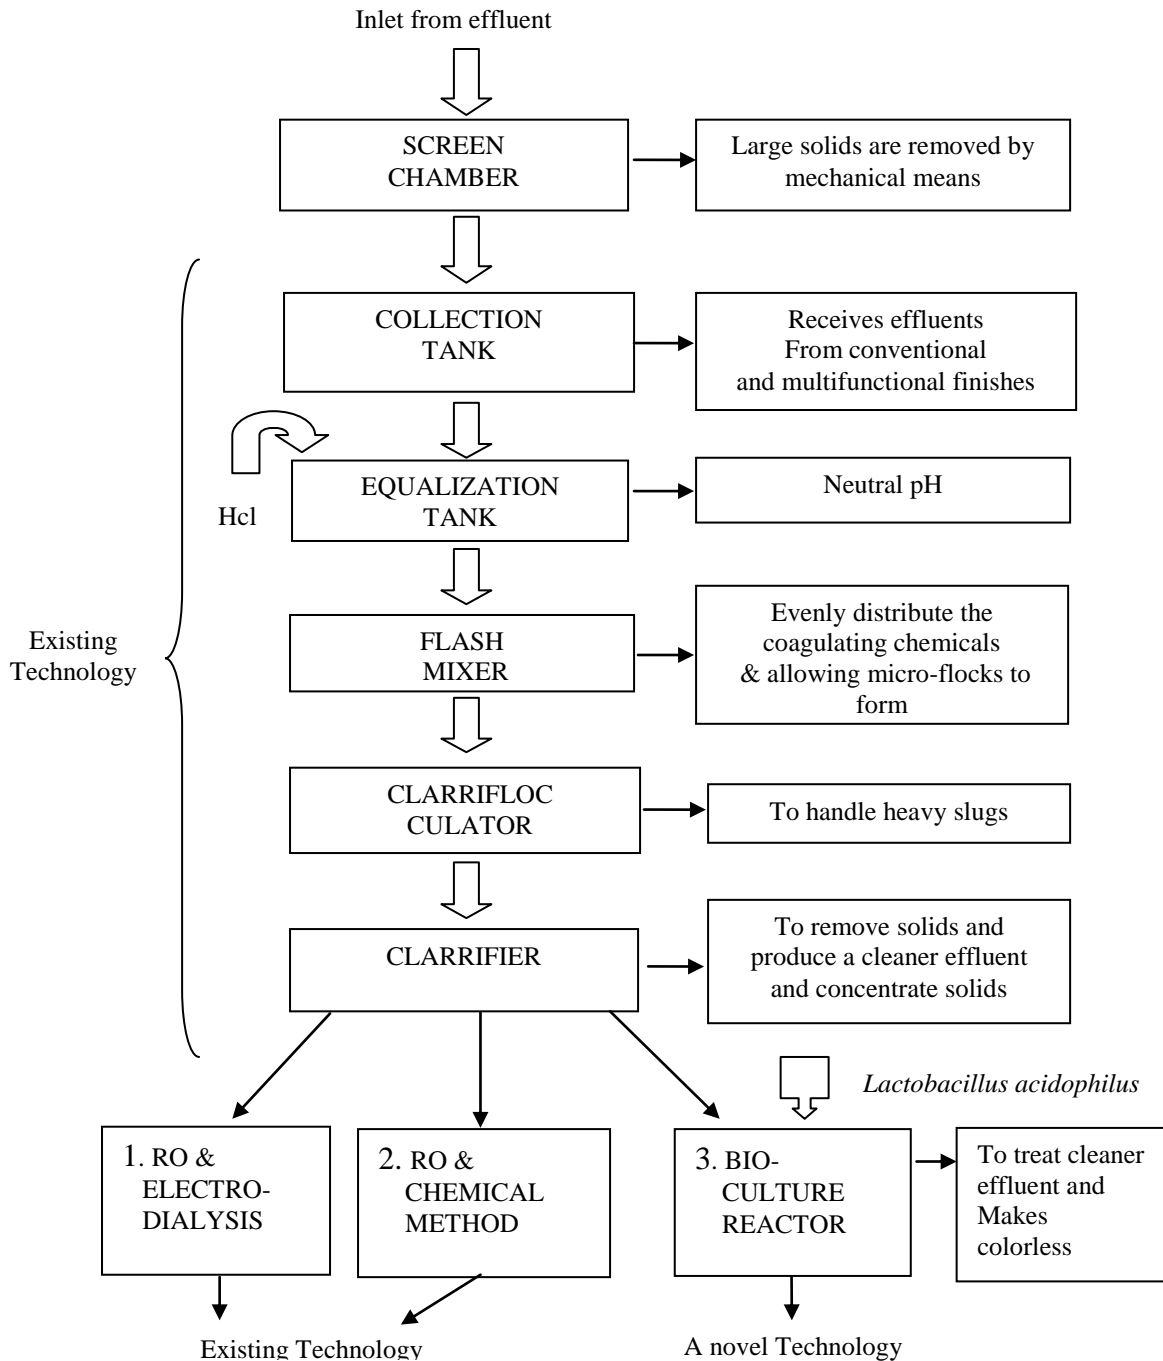 Inlet from effluent
SCREEN
CHAMBER
Large solids are removed by
mechanical means
COLLECTION
TANK
Receives effluents
From conventional
and multifunctional finishes
Hcl
EQUALIZATION
TANK
Neutral pH
Existing
Technology
FLASH
MIXER
Evenly distribute the
coagulating chemicals
& allowing micro-flocks to
form
CLARRIFLOC
CULATOR
To handle heavy slugs
CLARRIFIER
To remove solids and
produce a cleaner effluent
and concentrate solids
Lactobacillus acidophilus
1. RO &
ELECTRO-
DIALYSIS
2. RO &
CHEMICAL
METHOD
3. BIO-
CULTURE
REACTOR
To treat cleaner
effluent and
Makes
colorless
Existing Technology
A novel Technology